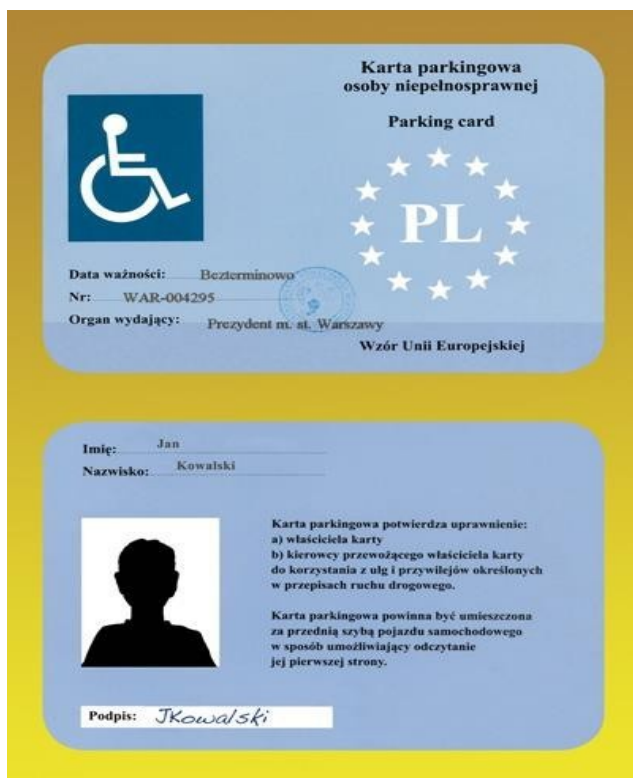 Karta parkingowa
osoby niepełnosprawnej
Parking card
PL
Data ważności: Bezterminowo
Nr: WAR-004295
Organ wydający: Prezydent m. st. Warszawy
Wzór Unii Europejskiej
Imię: Jan
Nazwisko: Kowalski
Karta parkingowa potwierdza uprawnienie:
a) właściciela karty
b) kierowcy przewożącego właściciela karty
do korzystania z ulg i przywilejów określonych
w przepisach ruchu drogowego.
Karta parkingowa powinna być umieszczona
za przednią szybą pojazdu samochodowego
w sposób umożliwiający odczytanie
jej pierwszej strony.
Podpis: JKowalski